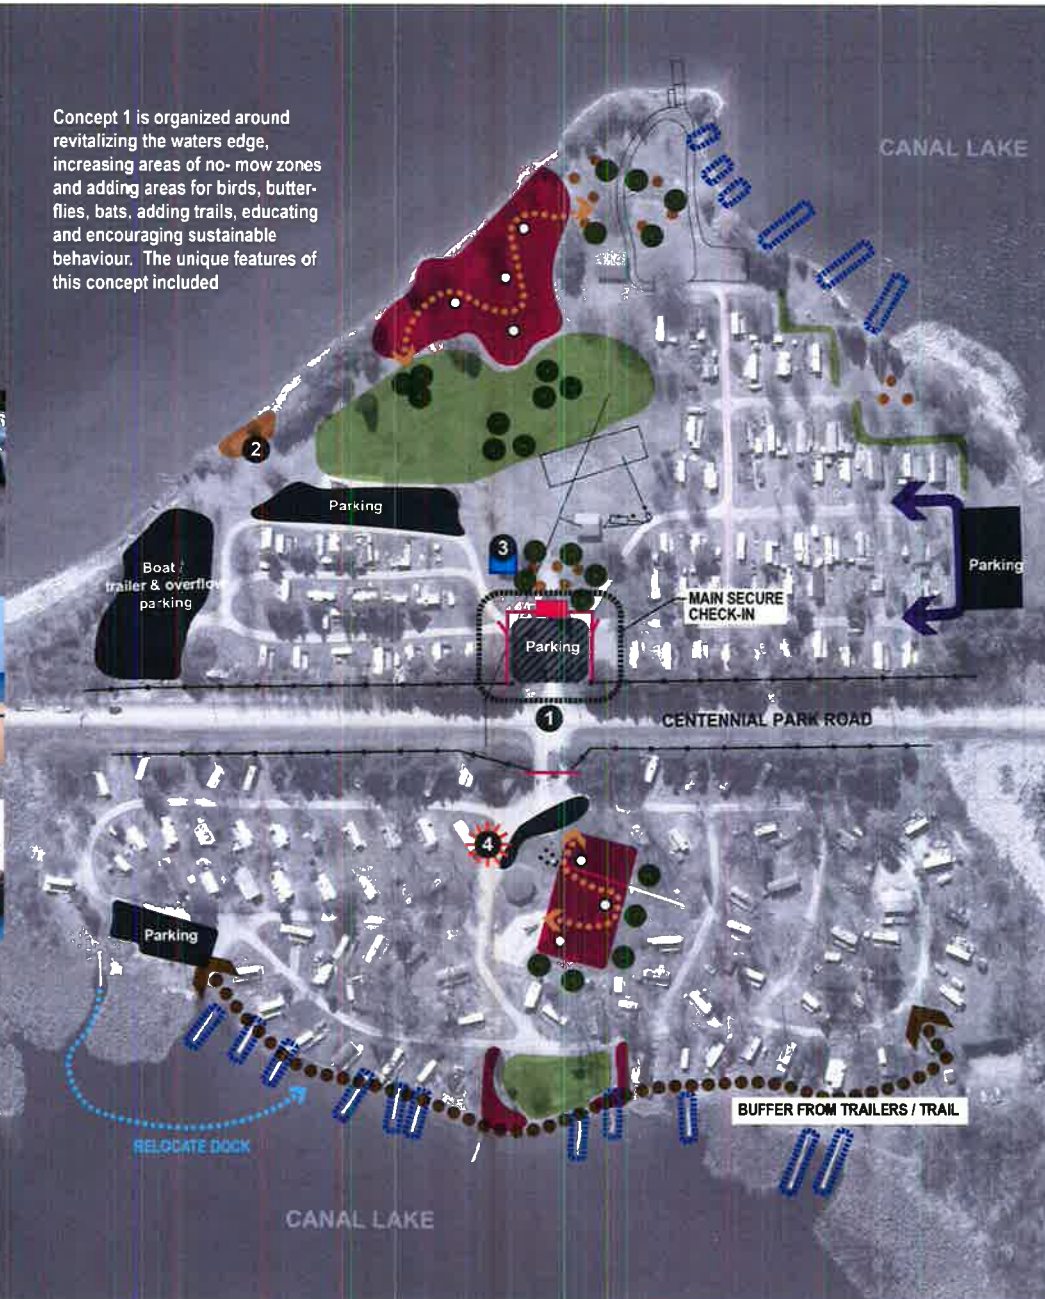 Concept 1 is organized around
revitalizing the waters edge,
increasing areas of no- mow zones
and adding areas for birds, butter-
flies, bats, adding trails, educating
and encouraging sustainable
behaviour. The unique features of
this concept included
CANAL LAKE
2
Parking
3
Boat
trailer & overflow
parking
Parking
MAIN SECURE
CHECK-IN
Parking
1
CENTENNIAL PARK ROAD
4
Parking
BUFFER FROM TRAILERS / TRAIL
RELOCATE DOCK
CANAL LAKE